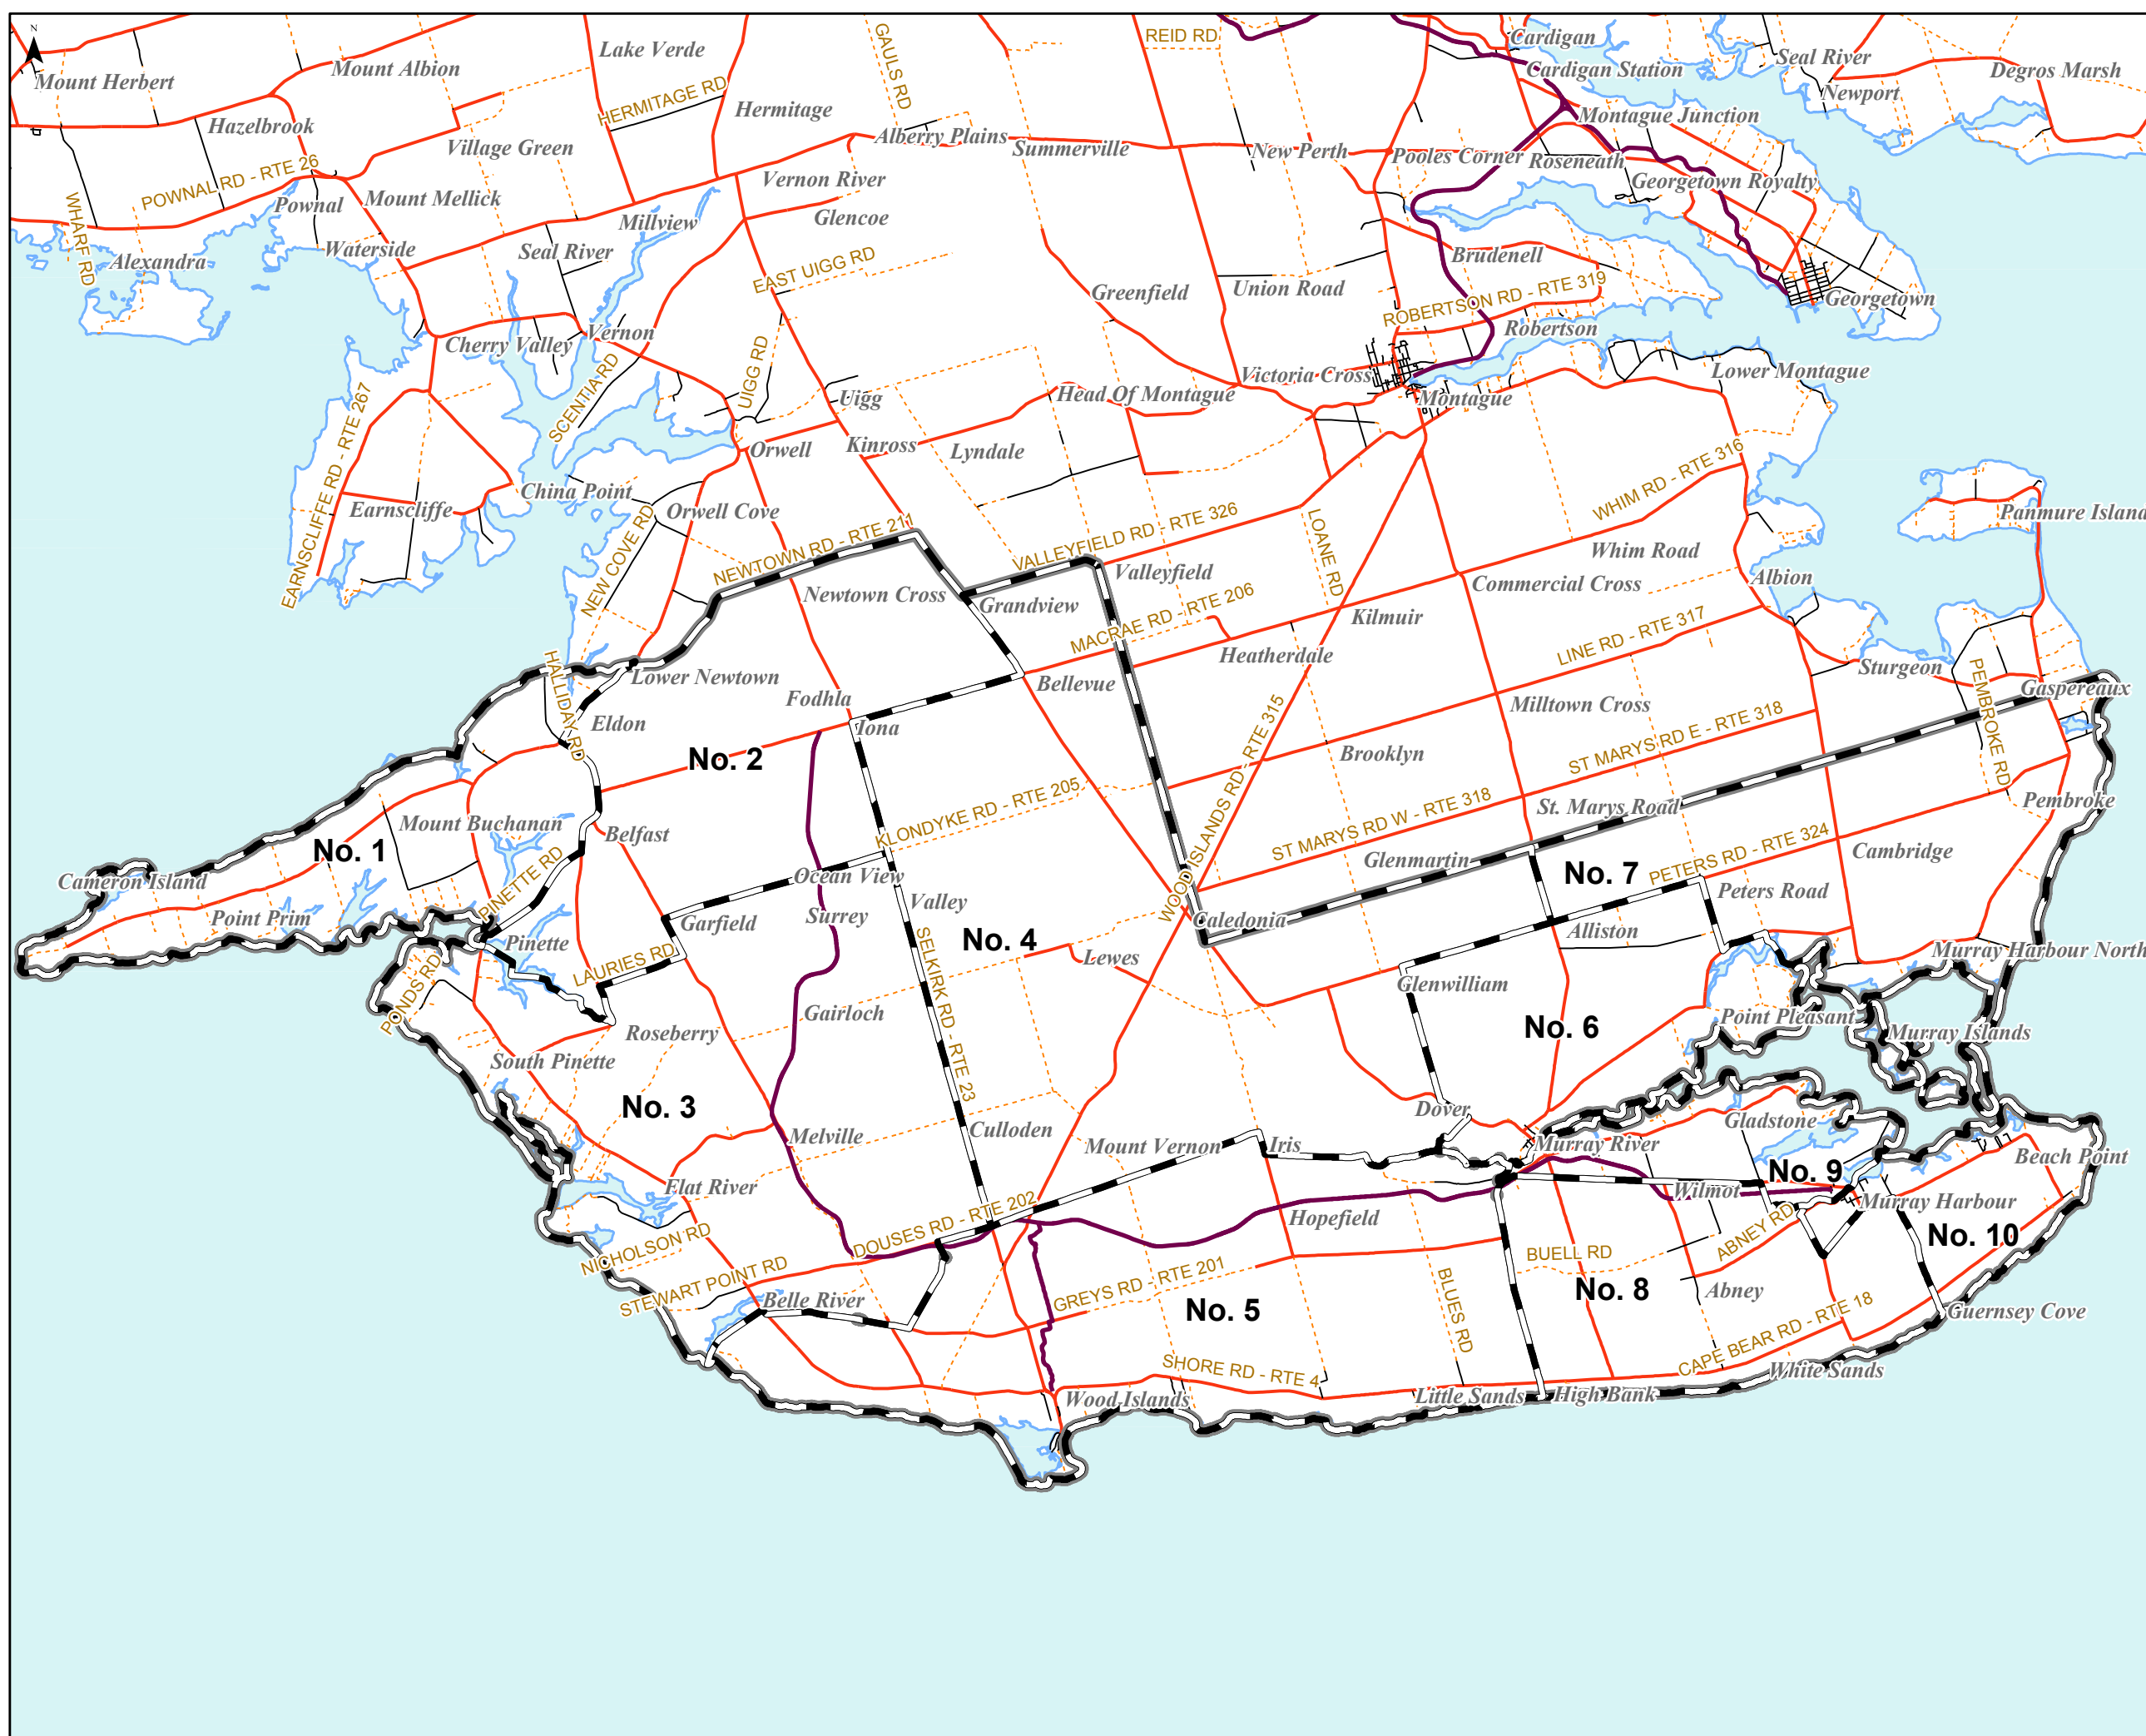 N
Lake Verde
GAULS RD
REID RD
Cardigan
Seal River
Mount Herbert
Mount Albion
Cardigan Station
Degros Marsh
HERMITAGE RD
Hermitage
Newport
Hazelbrook
Montague Junction
Village Green
Alberry Plains
Summerville
New Perth
Pooles Corner
Roseneath
POWNAL RD - RTE 26
Vernon River
Georgetown Royalty
WHARF RD
Pownal
Mount Mellick
Millview
Glencoe
Waterside
Seal River
Brudenell
Alexandra
EAST UIGG RD
Greenfield
Union Road
ROBERTSON RD - RTE 319
Georgetown
Cherry Valley
Vernon
Robertson
EARNSCLIFFE RD - RTE 267
SCENTIA RD
UIGG RD
Uigg
Head Of Montague
Victoria Cross
Montague
Lower Montague
Orwell
Kinross
Lyndale
WHIM RD - RTE 316
China Point
Earnscliffe
Orwell Cove
NEW COVE RD
NEWTOWN RD - RTE 211
VALLEYFIELD RD - RTE 326
LOANE RD
Panmure Island
Whim Road
Valleyfield
Commercial Cross
Albion
Newtown Cross
Grandview
MACRAE RD - RTE 206
Kilmuir
LINE RD - RTE 317
Heatherdale
HALLIDAY RD
Lower Newtown
Fodhla
Bellevue
Sturgeon
PEMBROKE RD
Gaspereaux
Eldon
Iona
Milltown Cross
No. 2
WOOD ISLANDS RD - RTE 315
Brooklyn
ST MARYS RD E - RTE 318
KLONDYKE RD - RTE 205
ST MARYS RD W - RTE 318
St. Marys Road
Pembroke
Mount Buchanan
Belfast
No. 1
PINETTE RD
Cameron Island
Ocean View
Glenmartin
No. 7
PETERS RD - RTE 324
Cambridge
Point Prim
Garfield
Surrey
Valley
Caledonia
Peters Road
Alliston
Pinette
LAURIES RD
SELKIRK RD - RTE 23
No. 4
Lewes
Murray Harbour North
PONDS RD
Glenwilliam
Gairloch
Roseberry
No. 6
Point Pleasant
Murray Islands
South Pinette
No. 3
Dover
Melville
Culloden
Mount Vernon
Iris
Murray River
Gladstone
Beach Point
No. 9
Flat River
Wilmot
Murray Harbour
DOUSES RD - RTE 202
Hopefield
NICHOLSON RD
ABNEY RD
No. 10
BUELL RD
STEWART POINT RD
GREYS RD - RTE 201
BLUES RD
No. 8
Abney
Belle River
No. 5
Guernsey Cove
CAPE BEAR RD - RTE 18
SHORE RD - RTE 4
White Sands
Wood Islands
Little Sands
High Bank